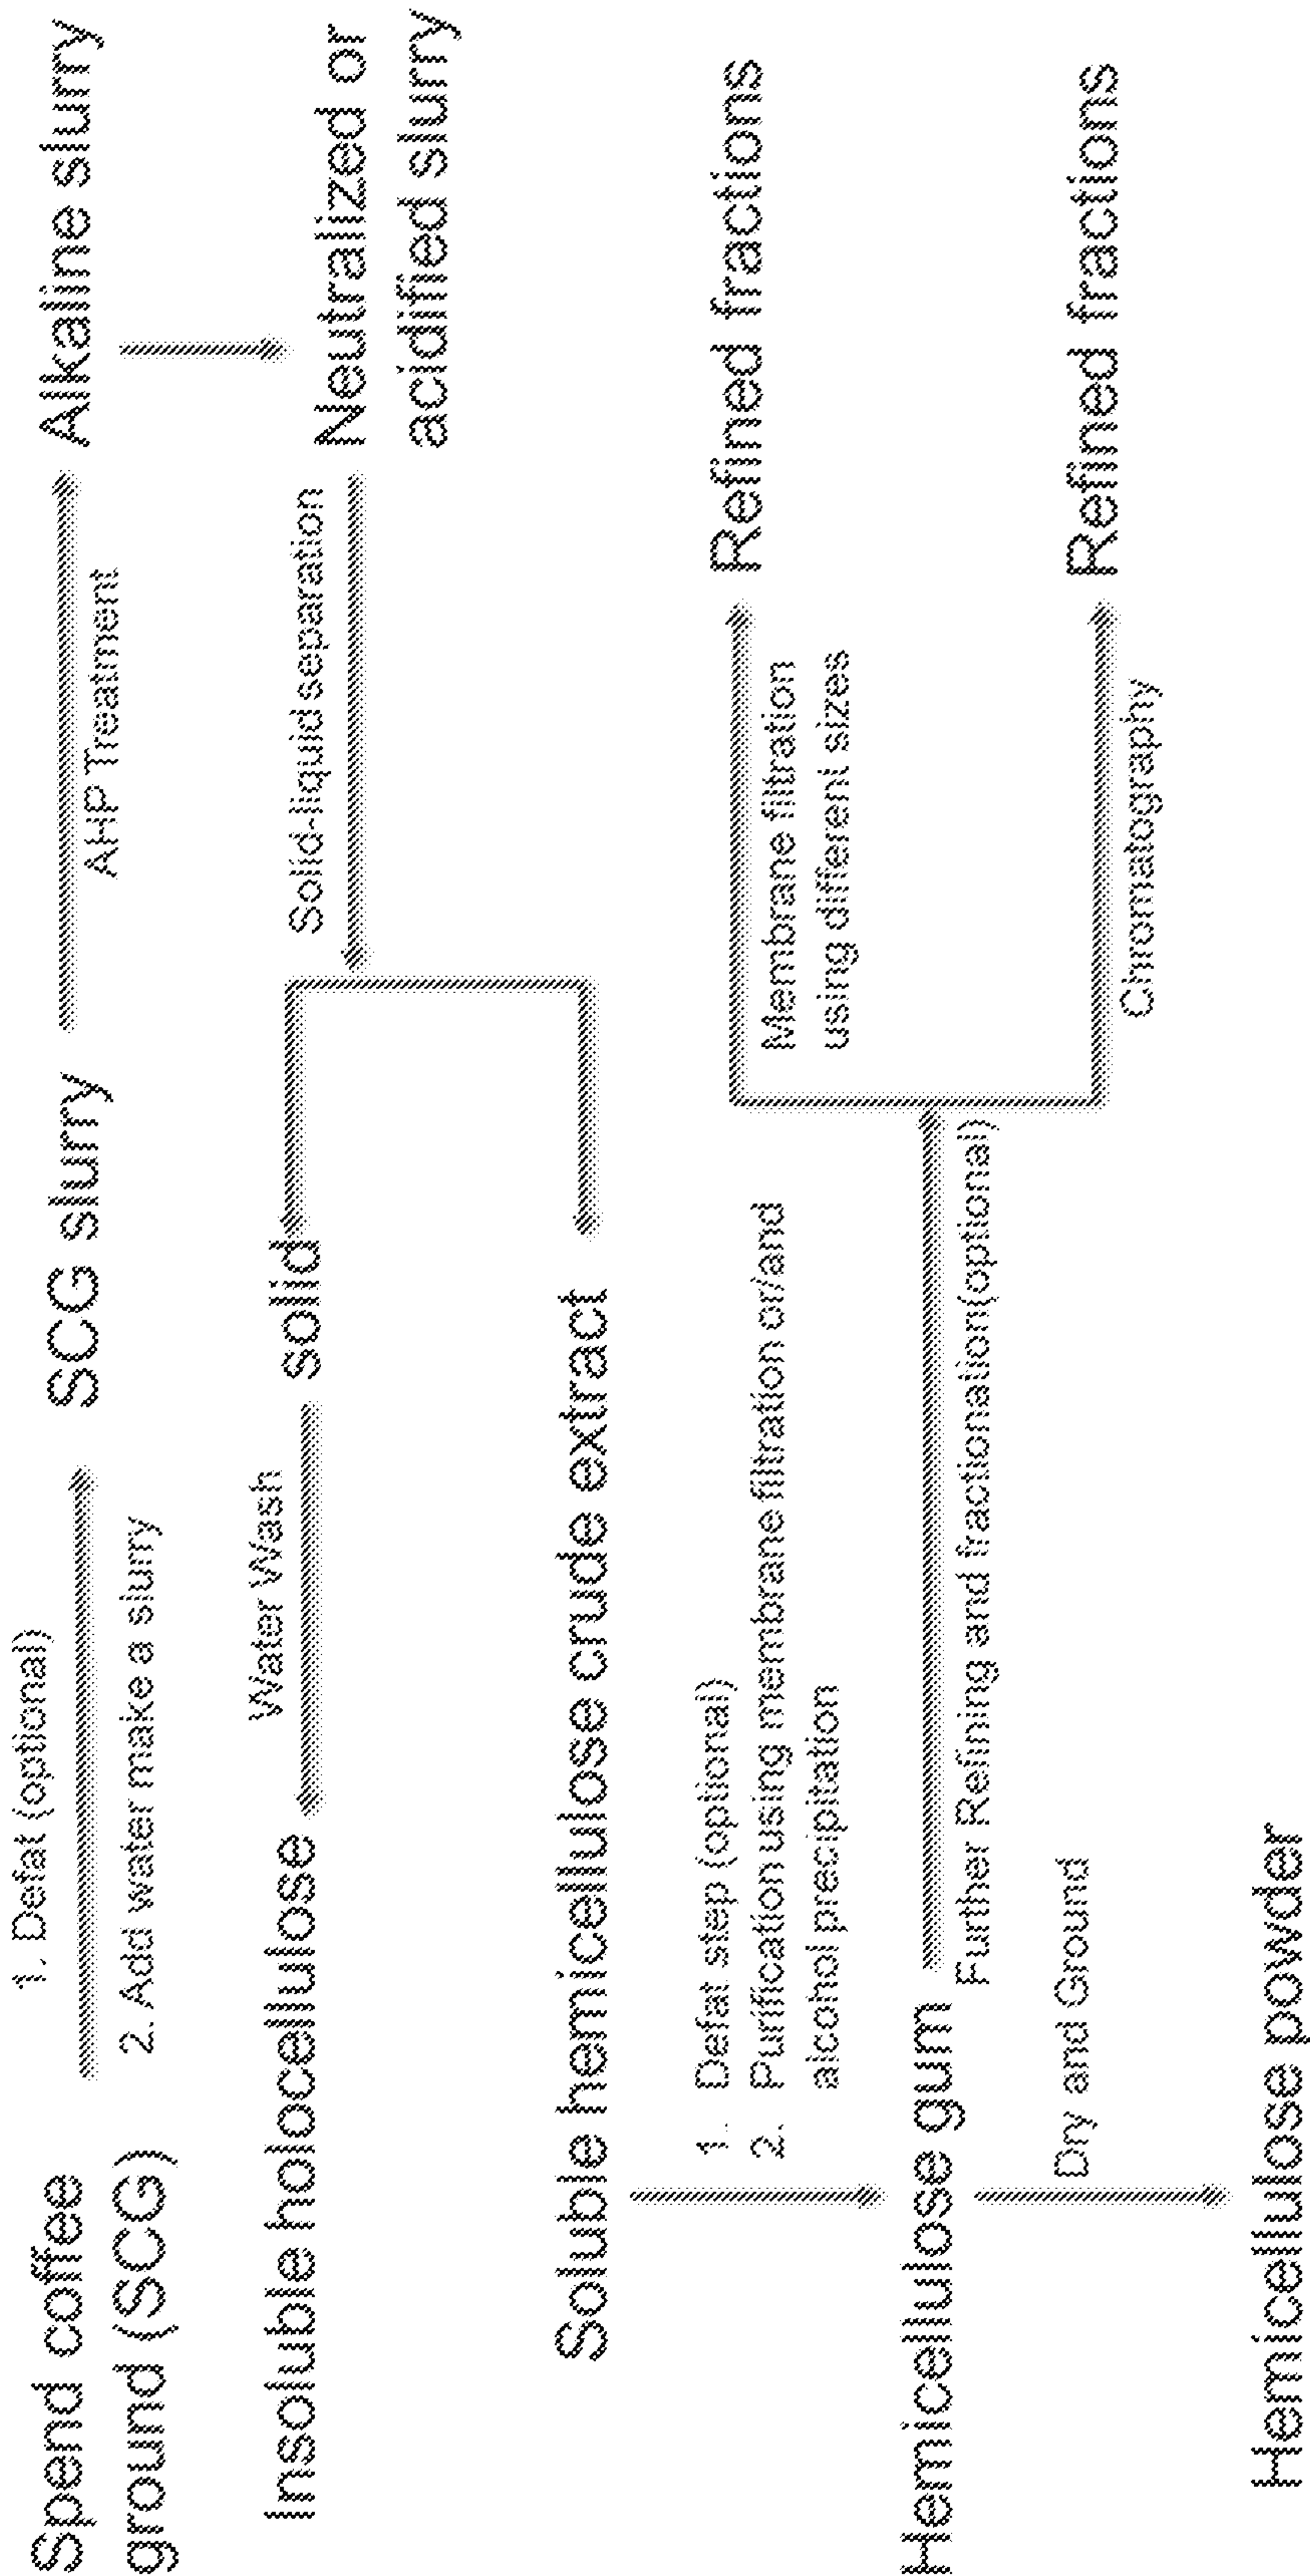 1. Defat (optional)
Spend coffee
ground (SCG)
2. Add water make a slurry
SCG slurry
AHP Treatment
Alkaline slurry
Neutralized or
acidified slurry
Solid-liquid separation
solid
Water Wash
Insoluble holocellulose
Soluble hemicellulose crude extract
1. Defat step (optional)
2. Purification using membrane filtration or/and
alcohol precipitation
Hemicellulose gum
Further Refining and fractionation(optional)
Membrane filtration
using different sizes
Refined fractions
Chromatography
Refined fractions
Dry and Ground
Hemicellulose powder